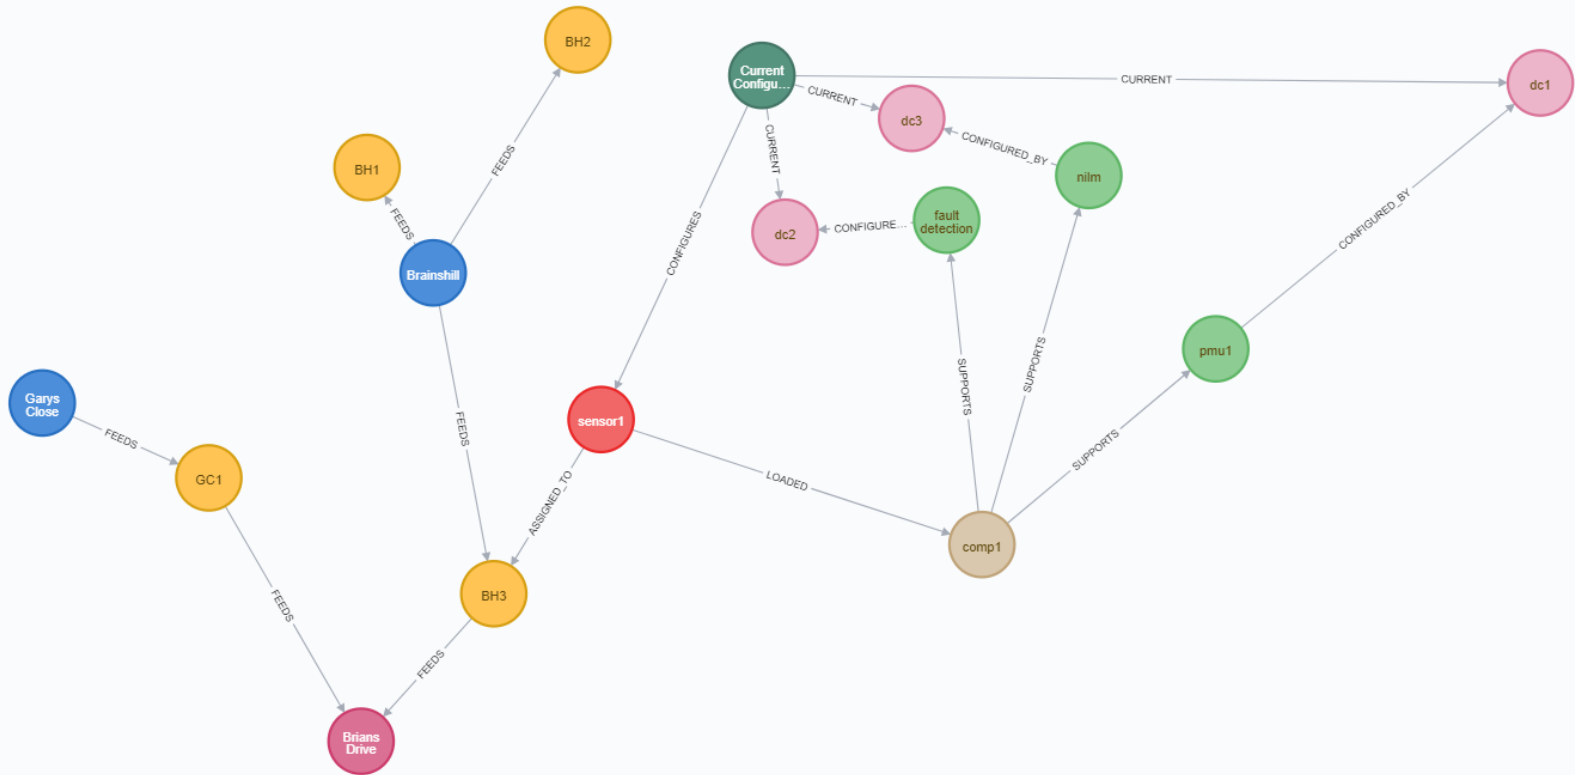 BH2
Current
Configu...
CURRENT
dc1
CURRENT
dc3
CURRENT
CONFIGURED_BY
FEEDS
BH1
nilm
FEEDS
CONFIGURES
dc2
CONFIGURE...
fault
detection
CONFIGURED_BY
Brainshill
pmu1
SUPPORTS
SUPPORTS
Garys
Close
FEEDS
FEEDS
sensor1
SUPPORTS
GC1
LOADED
ASSIGNED_TO
comp1
FEEDS
BH3
FEEDS
Brians
Drive